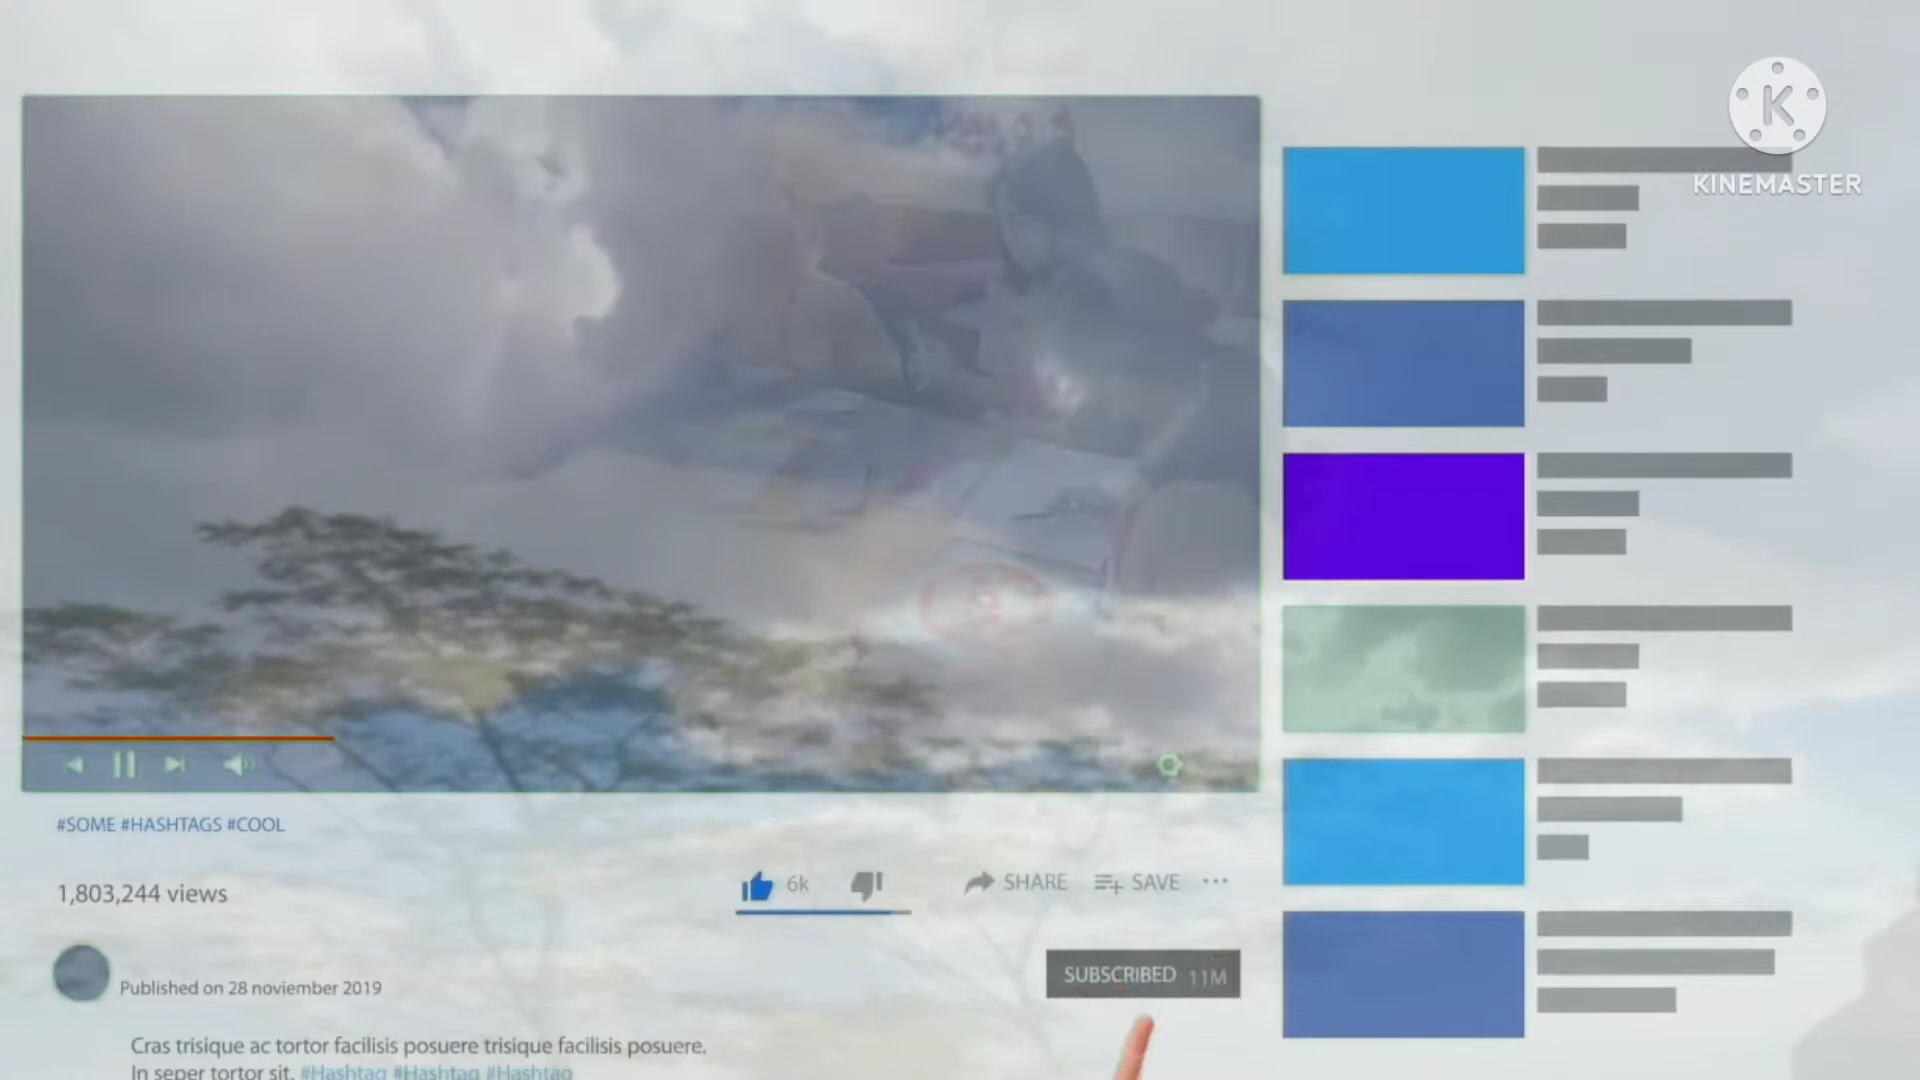 K
KINEMASTER
#SOME #HASHTAGS #COOL
1,803,244 views
6k
SHARE
SAVE
SUBSCRIBED 11M
Published on 28 noviember 2019
Cras trisique ac tortor facilisis posuere trisique facilisis posuere.
In seper tortor sit. #Hashtag #Hashtag #Hashtag